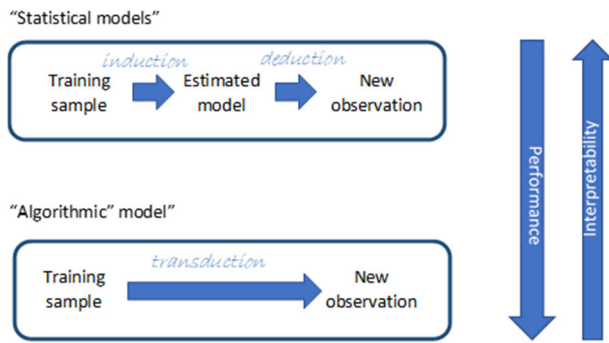 "Statistical models"
induction deduction
Training Estimated New
sample model observation
"Algorithmic" model"
transduction
Training New
sample observation
Performance
Interpretability